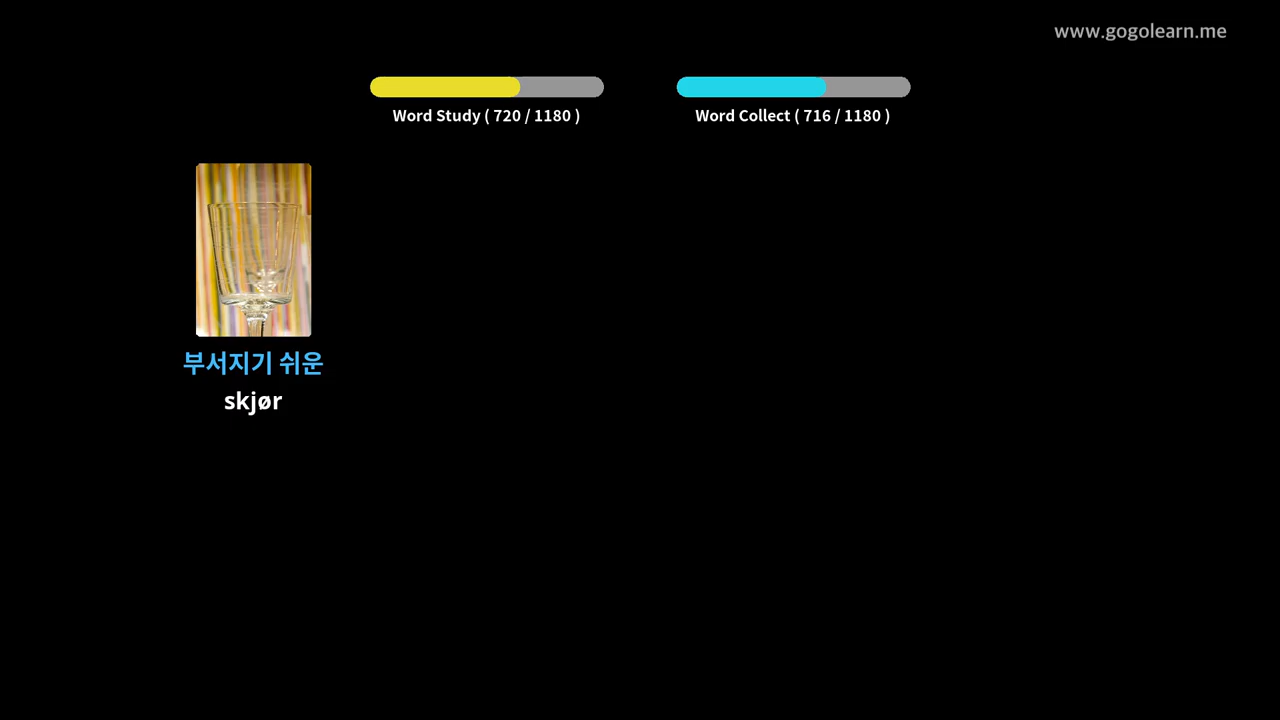 www.gogolearn.me
Word Study ( 720 / 1180 )
Word Collect ( 716 / 1180 )
부서지기 쉬운
skjør